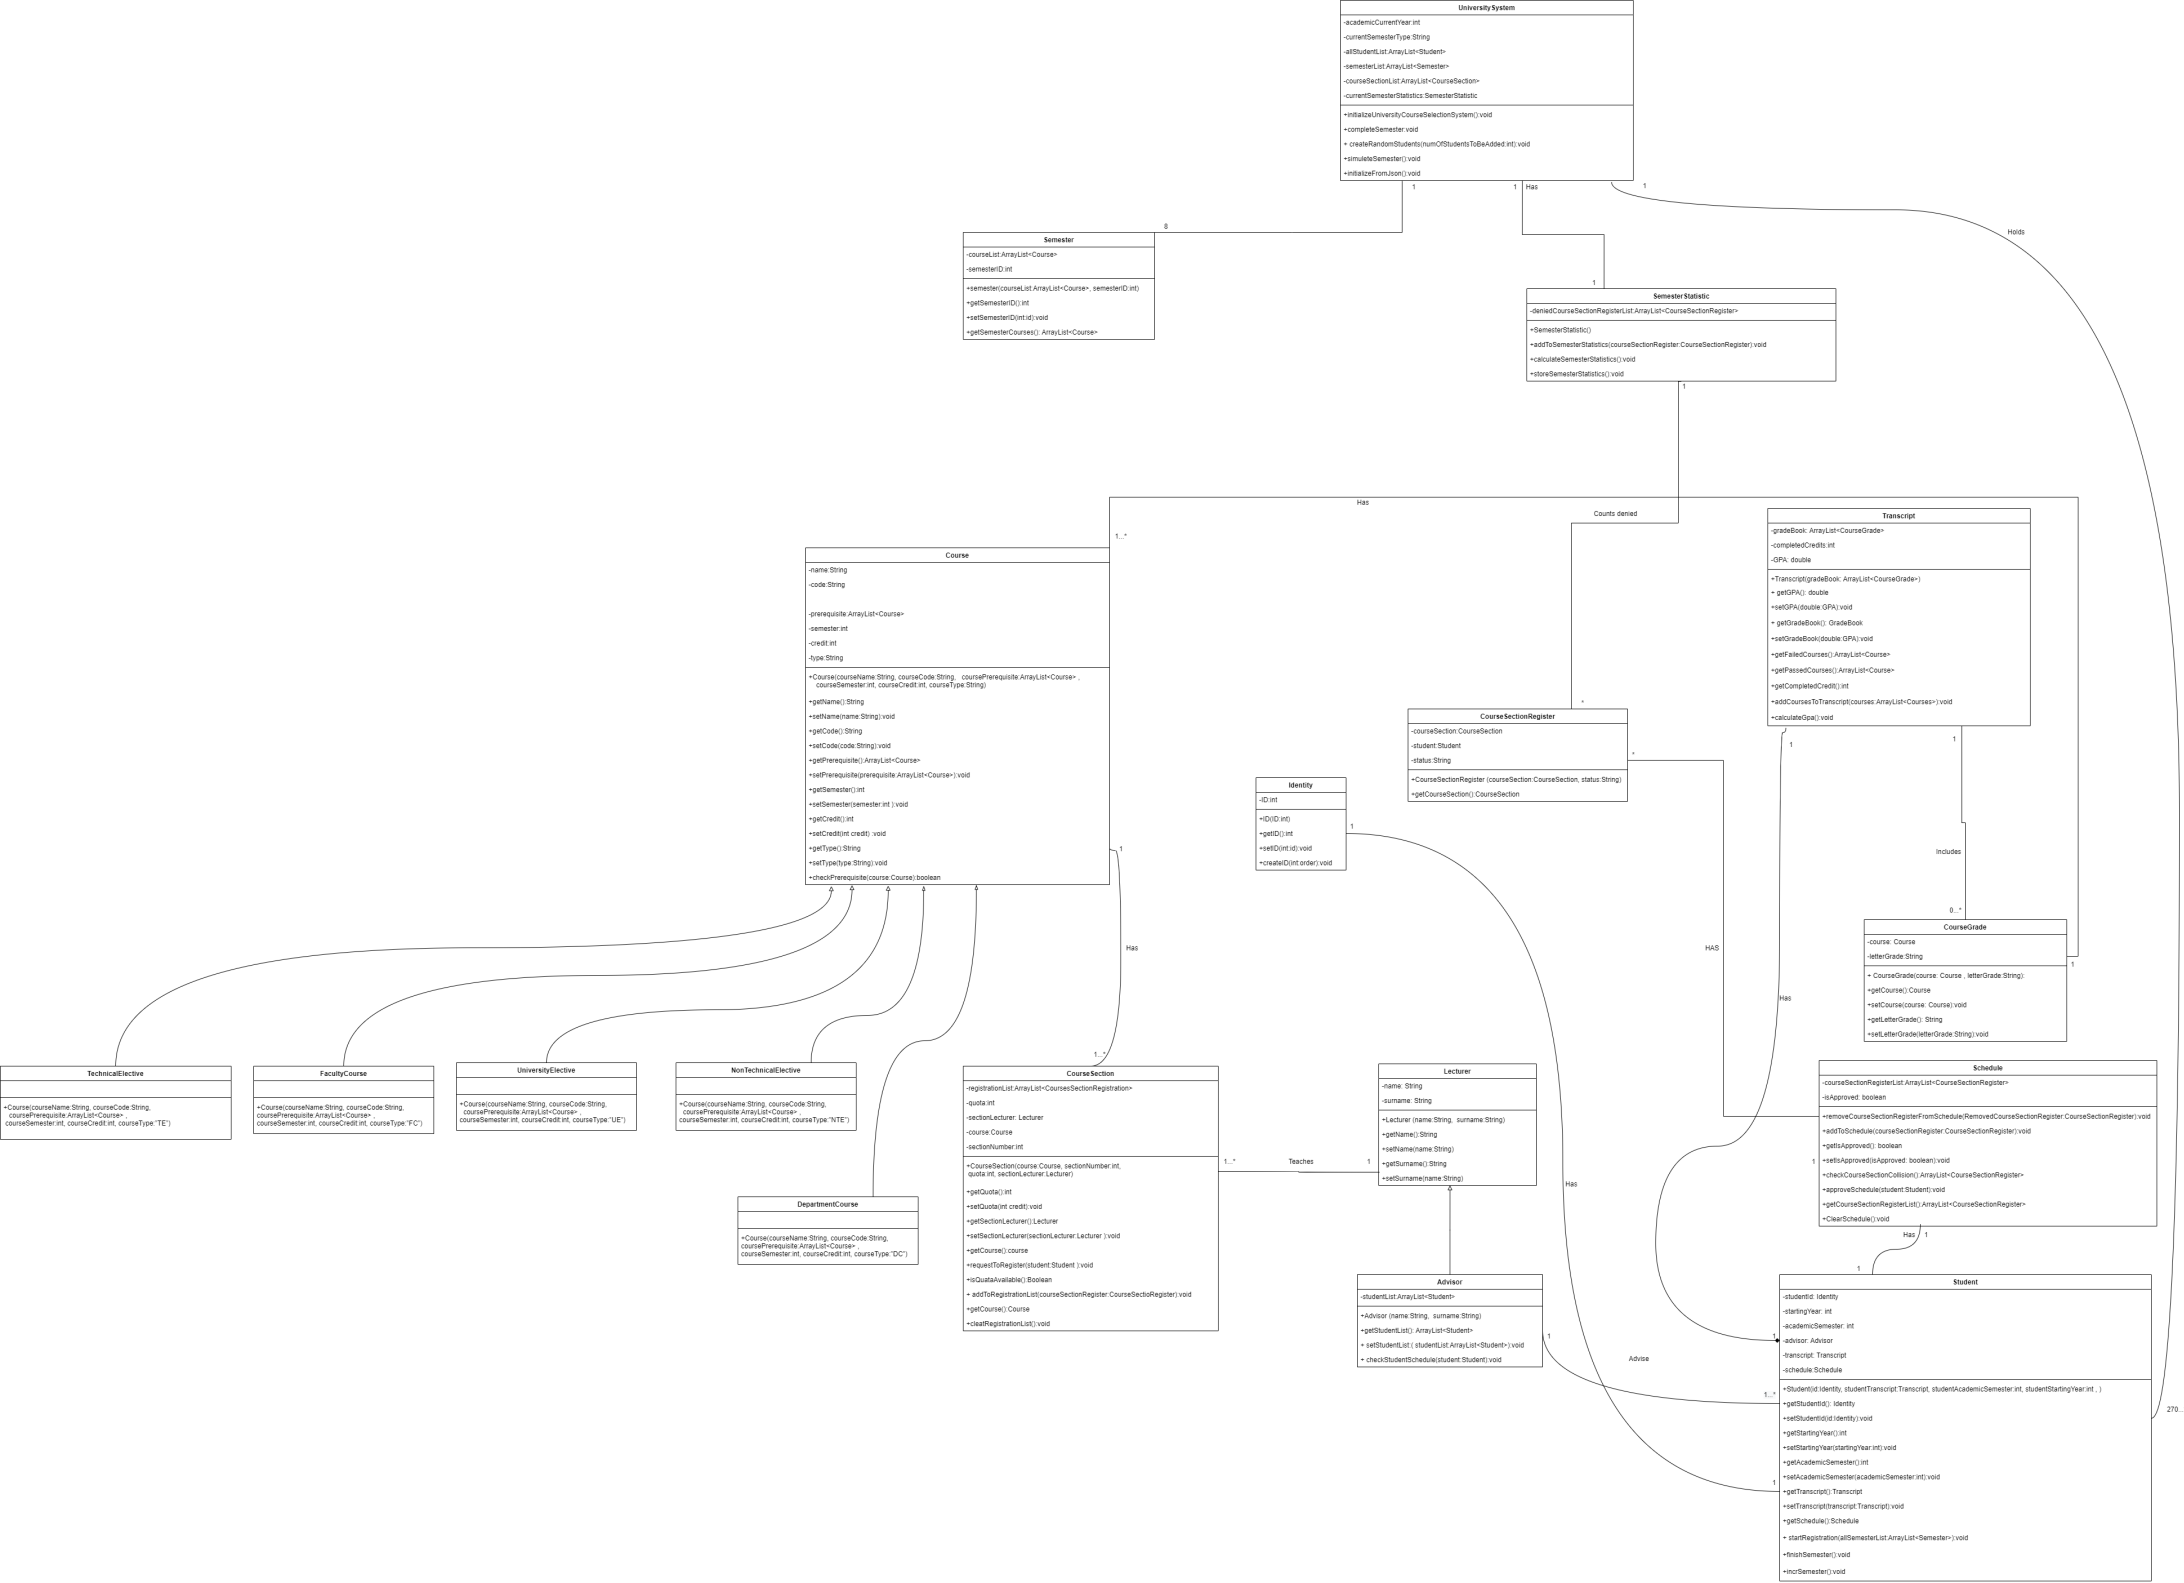 UniversitySystem
-academicCurrentYear:int
-currentSemesterType:String
-allStudentList:ArrayList<Student>
-semesterList:ArrayList<Semester>
-courseSectionList:ArrayList<CourseSection>
-currentSemesterStatistics:SemesterStatistic
+initializeUniversityCourseSelectionSystem():void
+completeSemester:void
+ createRandomStudents(numOfStudentsToBeAdded:int):void
+simuleteSemester():void
+initializeFromJson():void
1
1
Has
1
8
Holds
Semester
-courseList:ArrayList<Course>
-semesterID:int
+semester(courseList:ArrayList<Course>, semesterID:int)
+getSemesterID():int
+setSemesterID(int:id):void
+getSemesterCourses(): ArrayList<Course>
1
SemesterStatistic
-deniedCourseSectionRegisterList:ArrayList<CourseSectionRegister>
+SemesterStatistic()
+addToSemesterStatistics(courseSectionRegister:CourseSectionRegister):void
+calculateSemesterStatistics():void
+storeSemesterStatistics():void
1
Has
Counts denied
1...*
Transcript
-gradeBook: ArrayList<CourseGrade>
-completedCredits:int
-GPA: double
+Transcript(gradeBook: ArrayList<CourseGrade>)
+ getGPA(): double
+setGPA(double:GPA):void
+ getGradeBook(): GradeBook
+setGradeBook(double:GPA):void
+getFailedCourses():ArrayList<Course>
+getPassedCourses():ArrayList<Course>
+getCompletedCredit():int
+addCoursesToTranscript(courses:ArrayList<Courses>):void
+calculateGpa():void
1
1
Course
-name:String
-code:String
-prerequisite:ArrayList<Course>
-semester:int
-credit:int
-type:String
+Course(courseName:String, courseCode:String, coursePrerequisite:ArrayList<Course> ,
courseSemester:int, courseCredit:int, courseType:String)
+getName():String
+setName(name:String):void
+getCode():String
+setCode(code:String):void
+getPrerequisite():ArrayList<Course>
+setPrerequisite(prerequisite:ArrayList<Course>):void
+getSemester():int
+setSemester(semester:int ):void
+getCredit():int
+setCredit(int credit) :void
+getType():String
+setType(type:String):void
+checkPrerequisite(course:Course):boolean
1
Has
1...*
*
CourseSectionRegister
-courseSection:CourseSection
-student:Student
-status:String
+CourseSectionRegister (courseSection:CourseSection, status:String)
+getCourseSection():CourseSection
*
HAS
Identity
-ID:int
+ID(ID:int)
+getID():int
+setID(int:id):void
+createID(int:order):void
1
Includes
0...*
Has
CourseGrade
-course: Course
-letterGrade:String
+ CourseGrade(course: Course , letterGrade:String):
+getCourse():Course
+setCourse(course: Course):void
+getLetterGrade(): String
+setLetterGrade(letterGrade:String):void
1
TechnicalElective
+Course(courseName:String, courseCode:String,
coursePrerequisite:ArrayList<Course> ,
courseSemester:int, courseCredit:int, courseType:"TE")
FacultyCourse
+Course(courseName:String, courseCode:String,
coursePrerequisite:ArrayList<Course> ,
courseSemester:int, courseCredit:int, courseType:"FC")
UniversityElective
+Course(courseName:String, courseCode:String,
coursePrerequisite:ArrayList<Course> ,
courseSemester:int, courseCredit:int, courseType:"UE")
NonTechnicalElective
+Course(courseName:String, courseCode:String,
coursePrerequisite:ArrayList<Course> ,
courseSemester:int, courseCredit:int, courseType:"NTE")
DepartmentCourse
+Course(courseName:String, courseCode:String,
coursePrerequisite:ArrayList<Course> ,
courseSemester:int, courseCredit:int, courseType:"DC")
CourseSection
-registrationList:ArrayList<CoursesSectionRegistration>
-quota:int
-sectionLecturer: Lecturer
-course:Course
-sectionNumber:int
+CourseSection(course:Course, sectionNumber:int,
quota:int, sectionLecturer:Lecturer)
+getQuota():int
+setQuota(int credit):void
+getSectionLecturer():Lecturer
+setSectionLecturer(sectionLecturer:Lecturer ):void
+getCourse():course
+requestToRegister(student:Student ):void
+isQuataAvailable():Boolean
+ addToRegistrationList(courseSectionRegister:CourseSectioRegister):void
+getCourse():Course
+cleatRegistrationList():void
1...*
Teaches
1
Lecturer
-name: String
-surname: String
+Lecturer (name:String, surname:String)
+getName():String
+setName(name:String)
+getSurname():String
+setSurname(name:String)
Has
Schedule
-courseSectionRegisterList:ArrayList<CourseSectionRegister>
-isApproved: boolean
+removeCourseSectionRegisterFromSchedule(RemovedCourseSectionRegister:CourseSectionRegister):void
+addToSchedule(courseSectionRegister:CourseSectionRegister):void
+getIsApproved(): boolean
+setIsApproved(isApproved: boolean):void
+checkCourseSectionCollision():ArrayList<CourseSectionRegister>
+approveSchedule(student:Student):void
+getCourseSectionRegisterList():ArrayList<CourseSectionRegister>
+ClearSchedule():void
1
Has
1
1
Advisor
-studentList:ArrayList<Student>
+Advisor (name:String, surname:String)
+getStudentList(): ArrayList<Student>
+ setStudentList:( studentList:ArrayList<Student>):void
+ checkStudentSchedule(student:Student):void
1
Advise
1
1...*
1
Student
-studentId: Identity
-startingYear: int
-academicSemester: int
-advisor: Advisor
-transcript: Transcript
-schedule:Schedule
+Student(id:Identity, studentTranscript:Transcript, studentAcademicSemester:int, studentStartingYear:int , )
+getStudentId(): Identity
+setStudentId(id:Identity):void
+getStartingYear():int
+setStartingYear(startingYear:int):void
+getAcademicSemester():int
+setAcademicSemester(academicSemester:int):void
+getTranscript():Transcript
+setTranscript(transcript:Transcript):void
+getSchedule():Schedule
+ startRegistration(allSemesterList:ArrayList<Semester>):void
+finishSemester():void
+incrSemester():void
270...